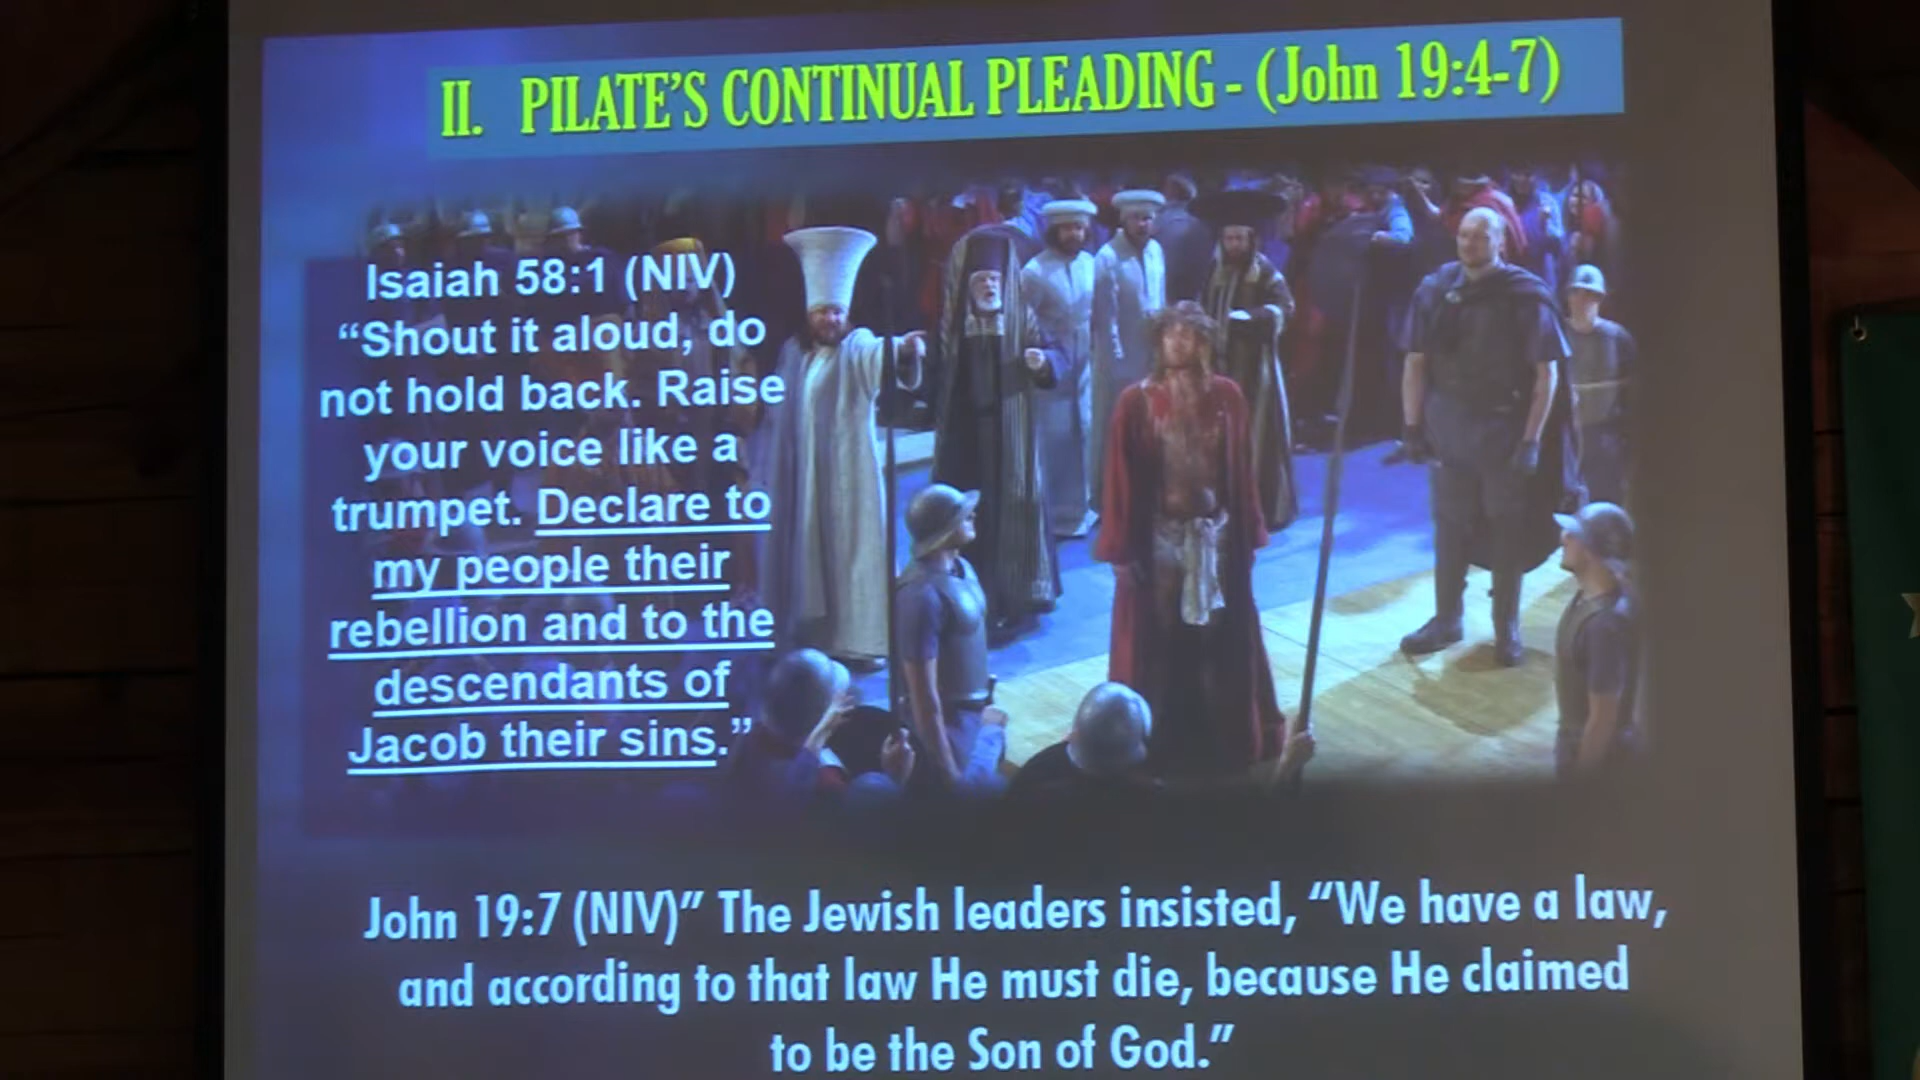 II. PILATE'S CONTINUAL PLEADING - (John 19:4-7)
Isaiah 58:1 (NIV)
“Shout it aloud, do
not hold back. Raise
your voice like a
trumpet. Declare to
my people their
rebellion and to the
descendants of
Jacob their sins.”
John 19:7 (NIV)” The Jewish leaders insisted, “We have a law,
and according to that law He must die, because He claimed
to be the Son of God.”